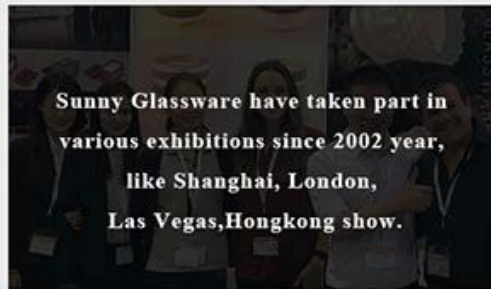 Sunny Glassware have taken part in
various exhibitions since 2002 year,
like Shanghai, London,
Las Vegas,Hongkong show.